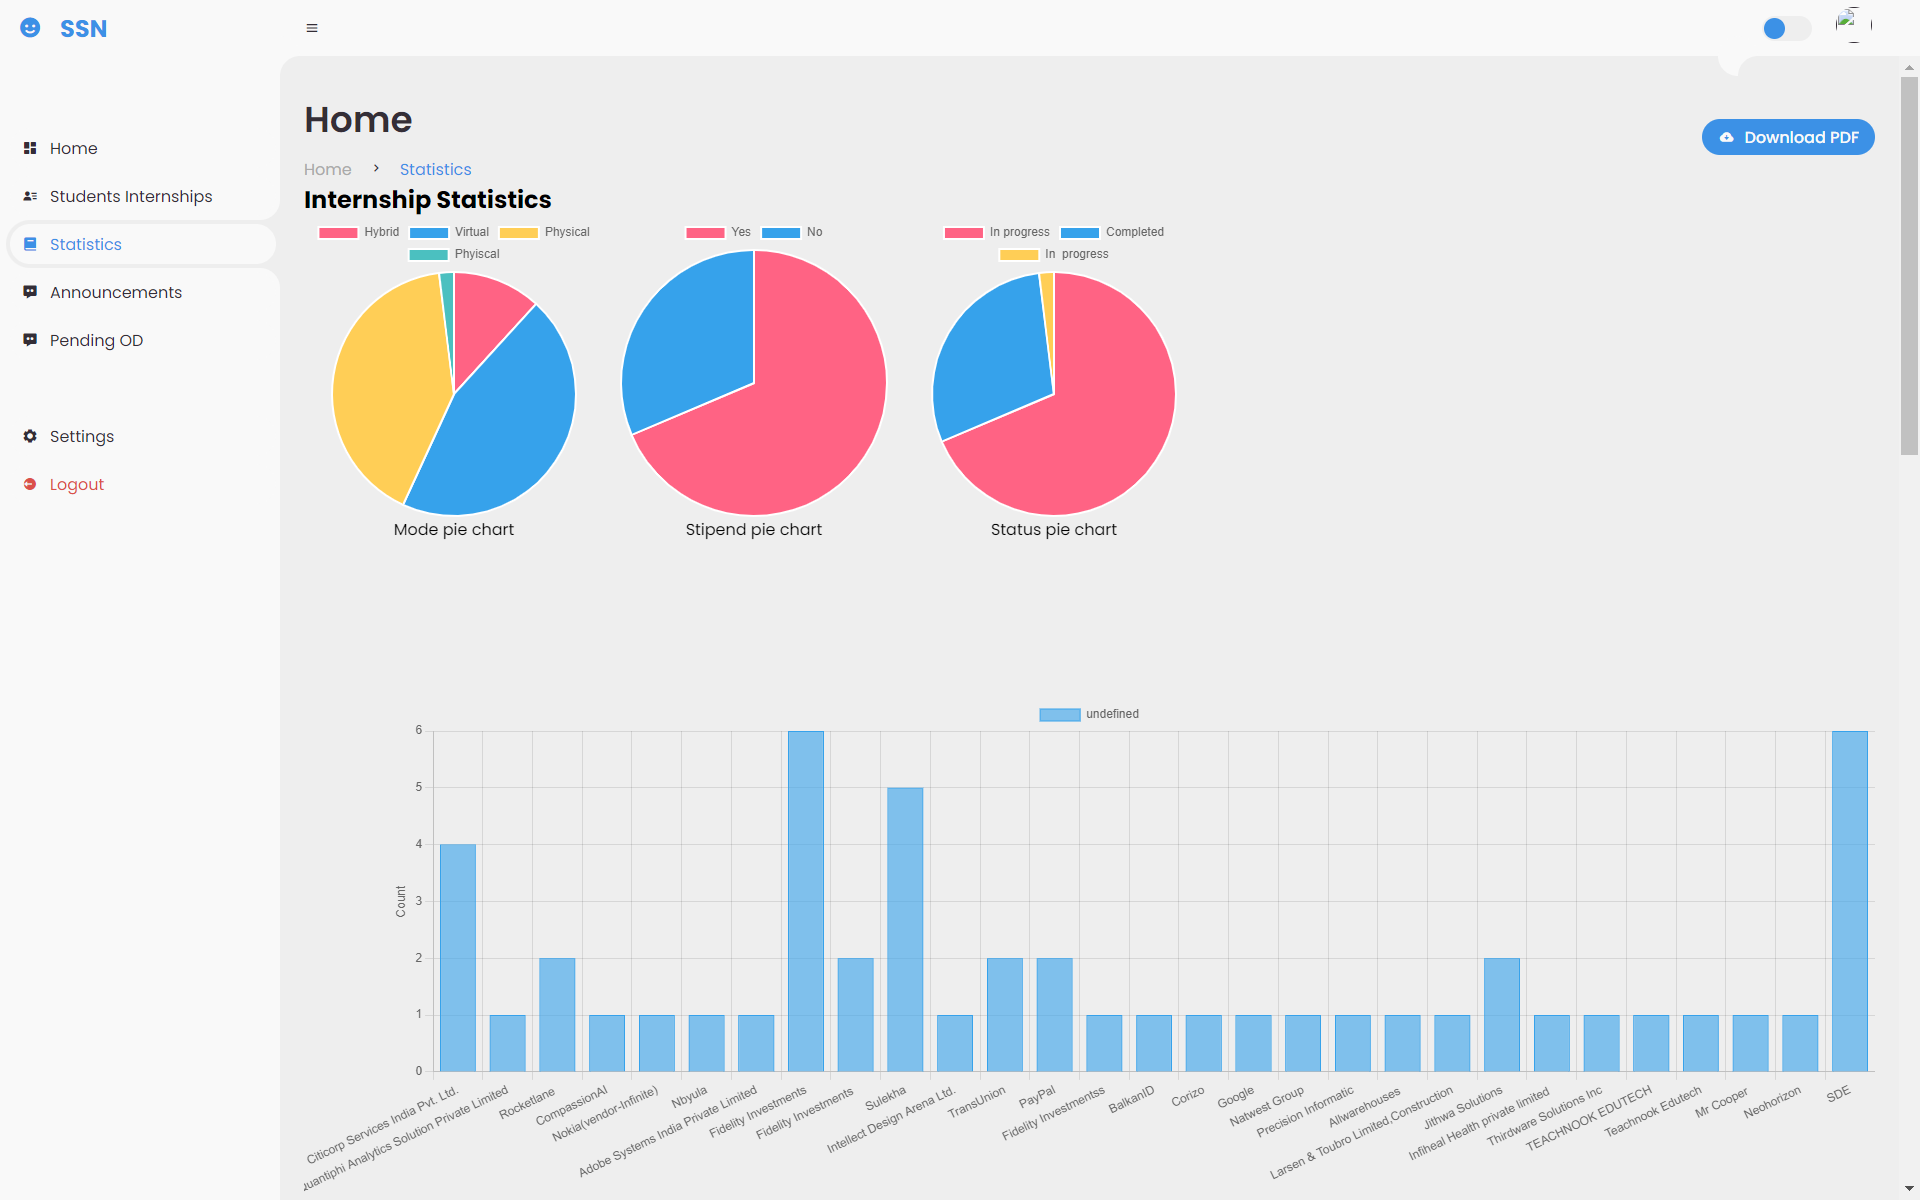 SSN
Home
Students Internships
Statistics
Announcements
Pending OD
Settings
Logout
Home
Download PDF
Home > Statistics
Internship Statistics
Hybrid Virtual Physical
Phyiscal
Mode pie chart
Yes No
Stipend pie chart
In progress Completed
In  progress
Status pie chart
undefined
Count
6
5
4
3
2
1
0
Citicorp Services India Pvt. Ltd.
uantiphi Analytics Solution Private Limited
Rocketlane
CompassionAI
Nokia(vendor-Infinite)
Nbyula
Adobe Systems India Private Limited
Fidelity Investments
Fidelity Investments
Sulekha
Intellect Design Arena Ltd.
TransUnion
PayPal
Fidelity Investmentss
BalkanID
Corizo
Google
Natwest Group
Precision Informatic
Allwarehouses
Larsen & Toubro Limited,Construction
Jithwa Solutions
Infiheal Health private limited
Thirdware Solutions Inc
TEACHNOOK EDUTECH
Teachnook Edutech
Mr Cooper
Neohorizon
SDE